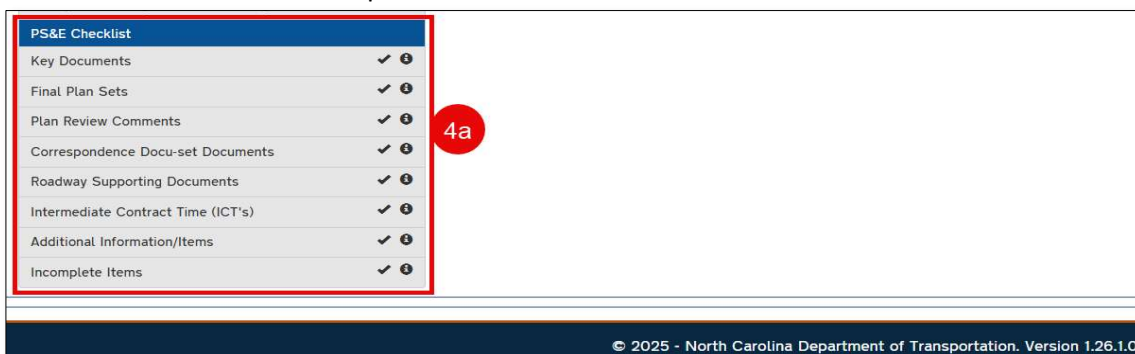 PS&E Checklist
Key Documents
Final Plan Sets
Plan Review Comments
4a
Correspondence Docu-set Documents
Roadway Supporting Documents
Intermediate Contract Time (ICT's)
Additional Information/Items
Incomplete Items
© 2025 - North Carolina Department of Transportation. Version 1.26.1.0